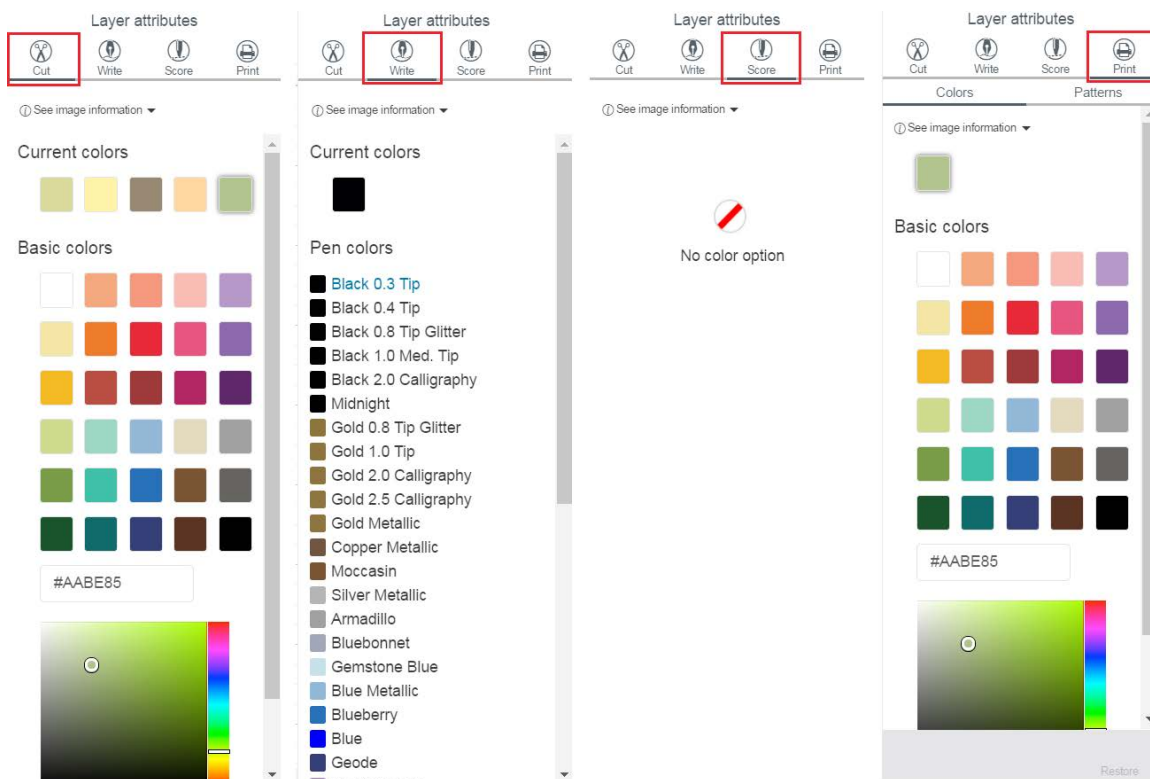 Layer attributes
Cut Write Score Print
See image information
Current colors
Basic colors
#AABE85
Layer attributes
Cut Write Score Print
See image information
Current colors
Pen colors
Black 0.3 Tip
Black 0.4 Tip
Black 0.8 Tip Glitter
Black 1.0 Med. Tip
Black 2.0 Calligraphy
Midnight
Gold 0.8 Tip Glitter
Gold 1.0 Tip
Gold 2.0 Calligraphy
Gold 2.5 Calligraphy
Gold Metallic
Copper Metallic
Moccasin
Silver Metallic
Armadillo
Bluebonnet
Gemstone Blue
Blue Metallic
Blueberry
Blue
Geode
Layer attributes
Cut Write Score Print
See image information
No color option
Layer attributes
Cut Write Score Print
Colors Patterns
See image information
Basic colors
#AABE85
Restore